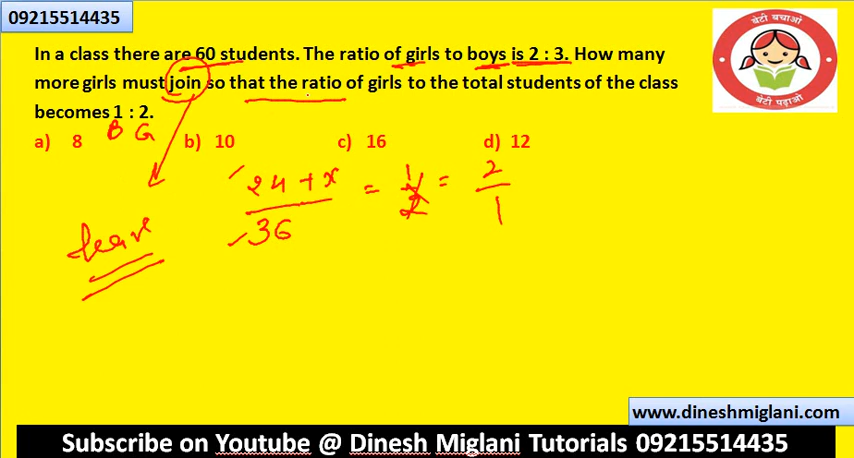 09215514435
In a class there are 60 students. The ratio of girls to boys is 2 : 3. How many
more girls must join so that the ratio of girls to the total students of the class
becomes 1 : 2.
a) 8 b) 10 c) 16 d) 12
B G
24 + x = 1/2 = 2
36 1
leave
बेटी बचाओ
बेटी पढ़ाओ
www.dineshmiglani.com
Subscribe on Youtube @ Dinesh Miglani Tutorials 09215514435